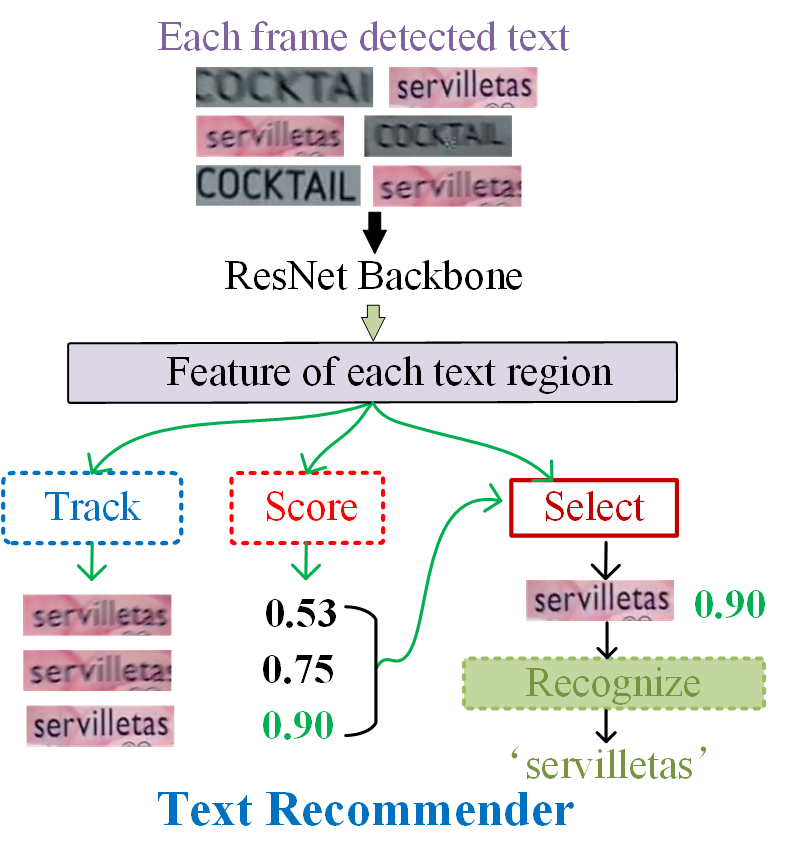 Each frame detected text
COCKTAI servilletas
servilletas COCKTAIL
COCKTAIL servilletas
ResNet Backbone
Feature of each text region
Track Score Select
servilletas 0.53 servilletas 0.90
servilletas 0.75 Recognize
servilletas 0.90 ‘servilletas’
Text Recommender